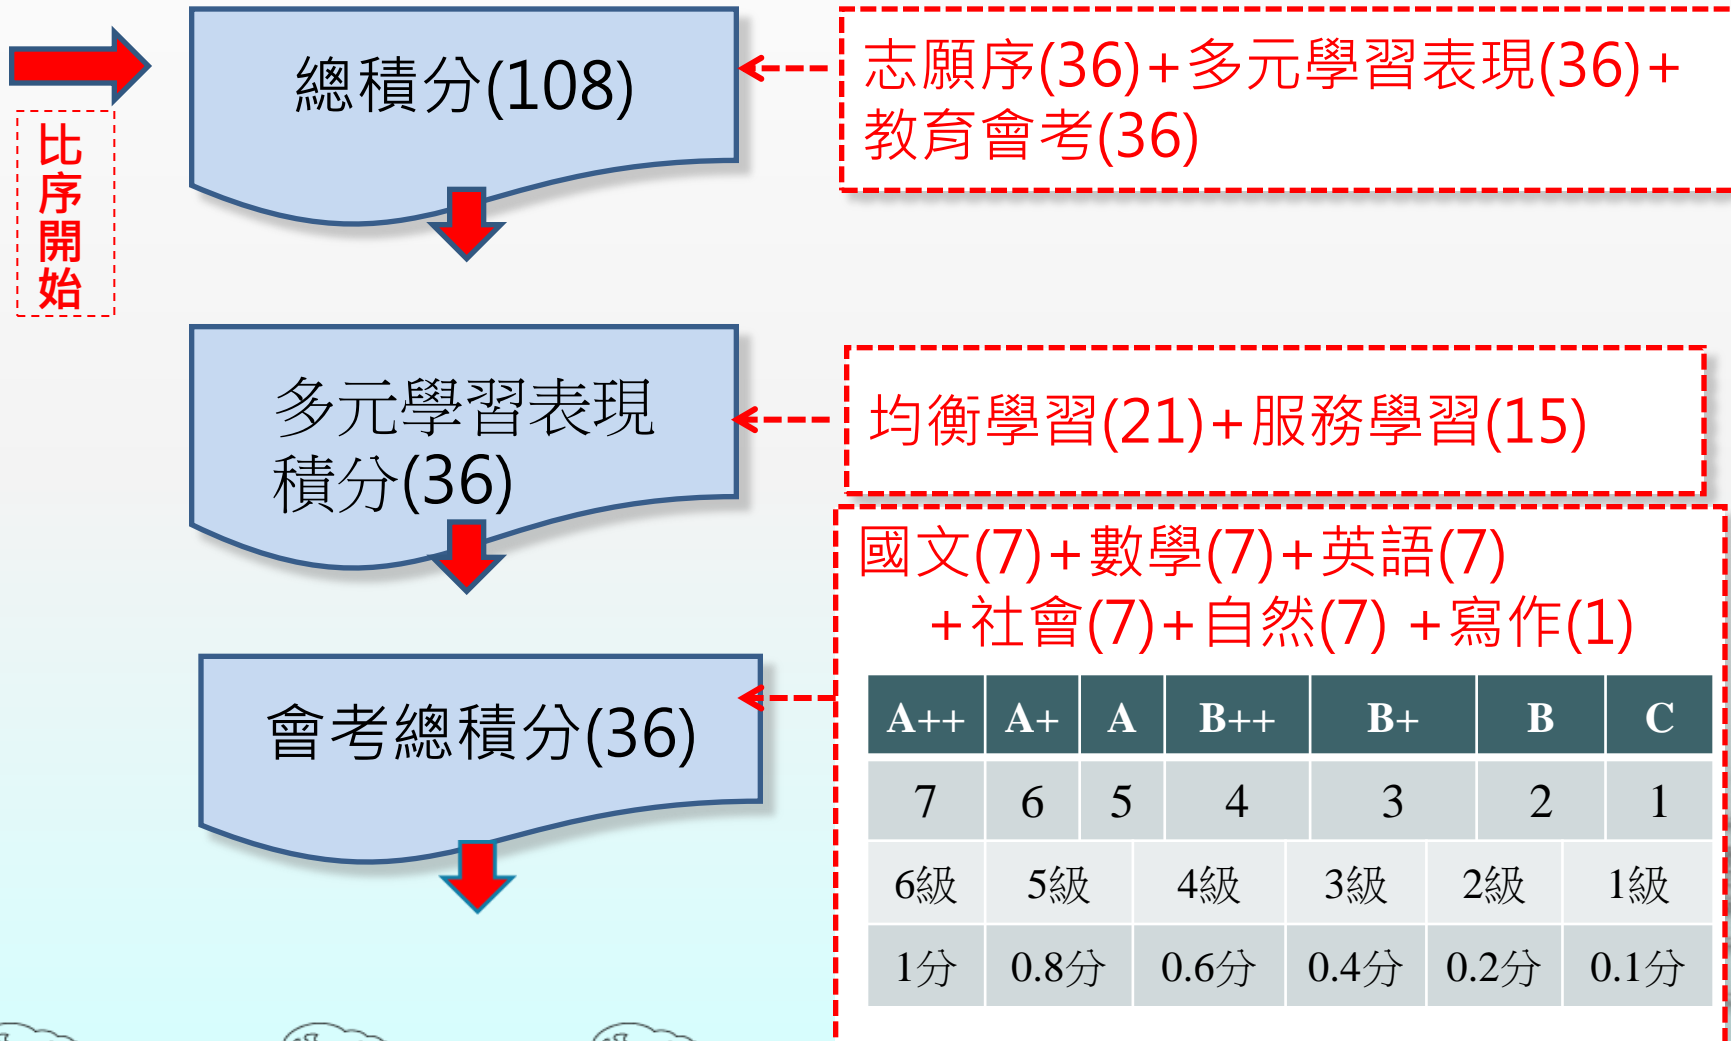 比序開始
總積分(108)
志願序(36)+多元學習表現(36)+
教育會考(36)
多元學習表現
積分(36)
均衡學習(21)+服務學習(15)
會考總積分(36)
國文(7)+數學(7)+英語(7)
+社會(7)+自然(7) +寫作(1)
A++ A+ A B++ B+ B C
7 6 5 4 3 2 1
6級 5級 4級 3級 2級 1級
1分 0.8分 0.6分 0.4分 0.2分 0.1分